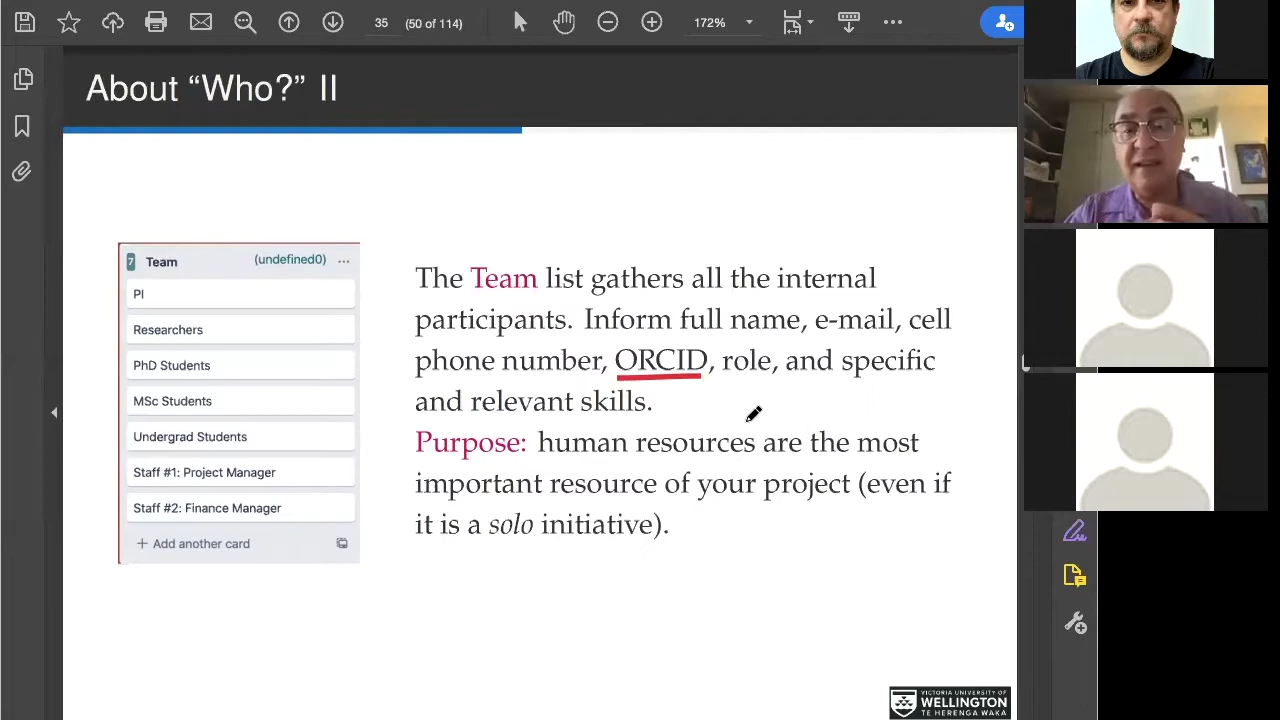 35 (50 of 114) 172%
About “Who?” II
7 Team (undefined0) ...
PI
Researchers
PhD Students
MSc Students
Undergrad Students
Staff #1: Project Manager
Staff #2: Finance Manager
+ Add another card
The Team list gathers all the internal
participants. Inform full name, e-mail, cell
phone number, ORCID, role, and specific
and relevant skills.
Purpose: human resources are the most
important resource of your project (even if
it is a solo initiative).
VICTORIA UNIVERSITY OF
WELLINGTON
TE HERENGA WAKA